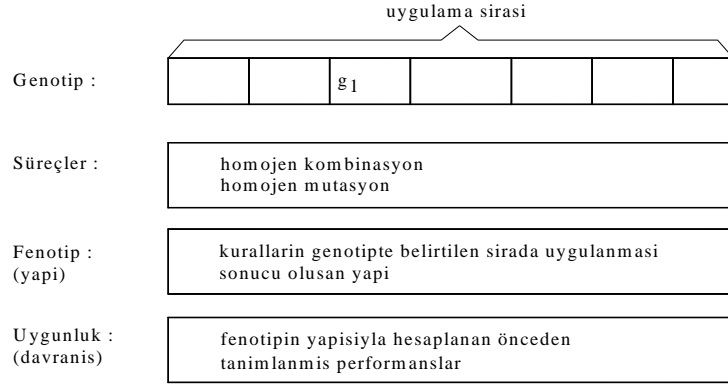 uygulama sirasi
Genotip :
g1
Süreçler :
homojen kombinasyon
homojen mutasyon
Fenotip :
(yapi)
kurallarin genotipte belirtilen sirada uygulanmasi
sonucu olusan yapi
Uygunluk :
(davranis)
fenotipin yapisiyla hesaplanan önceden
tanimlanmis performanslar